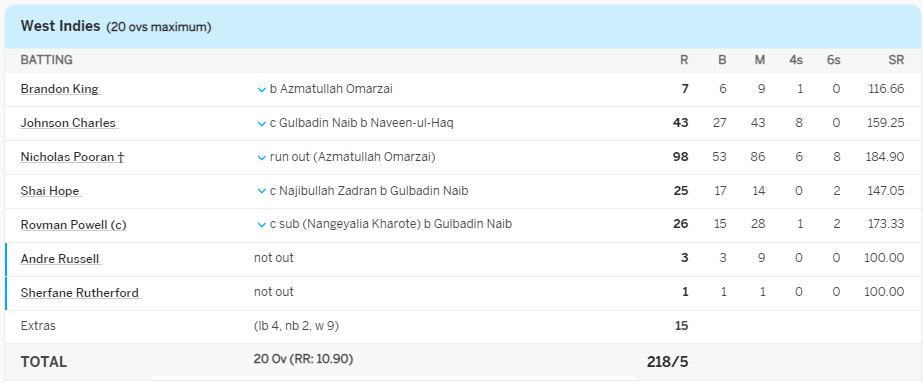 West Indies (20 ovs maximum)
BATTING R B M 4s 6s SR
Brandon King b Azmatullah Omarzai 7 6 9 1 0 116.66
Johnson Charles c Gulbadin Naib b Naveen-ul-Haq 43 27 43 8 0 159.25
Nicholas Pooran † run out (Azmatullah Omarzai) 98 53 86 6 8 184.90
Shai Hope c Najibullah Zadran b Gulbadin Naib 25 17 14 0 2 147.05
Rovman Powell (c) c sub (Nangeyalia Kharote) b Gulbadin Naib 26 15 28 1 2 173.33
Andre Russell not out 3 3 9 0 0 100.00
Sherfane Rutherford not out 1 1 1 0 0 100.00
Extras (lb 4, nb 2, w 9) 15
TOTAL 20 Ov (RR: 10.90) 218/5